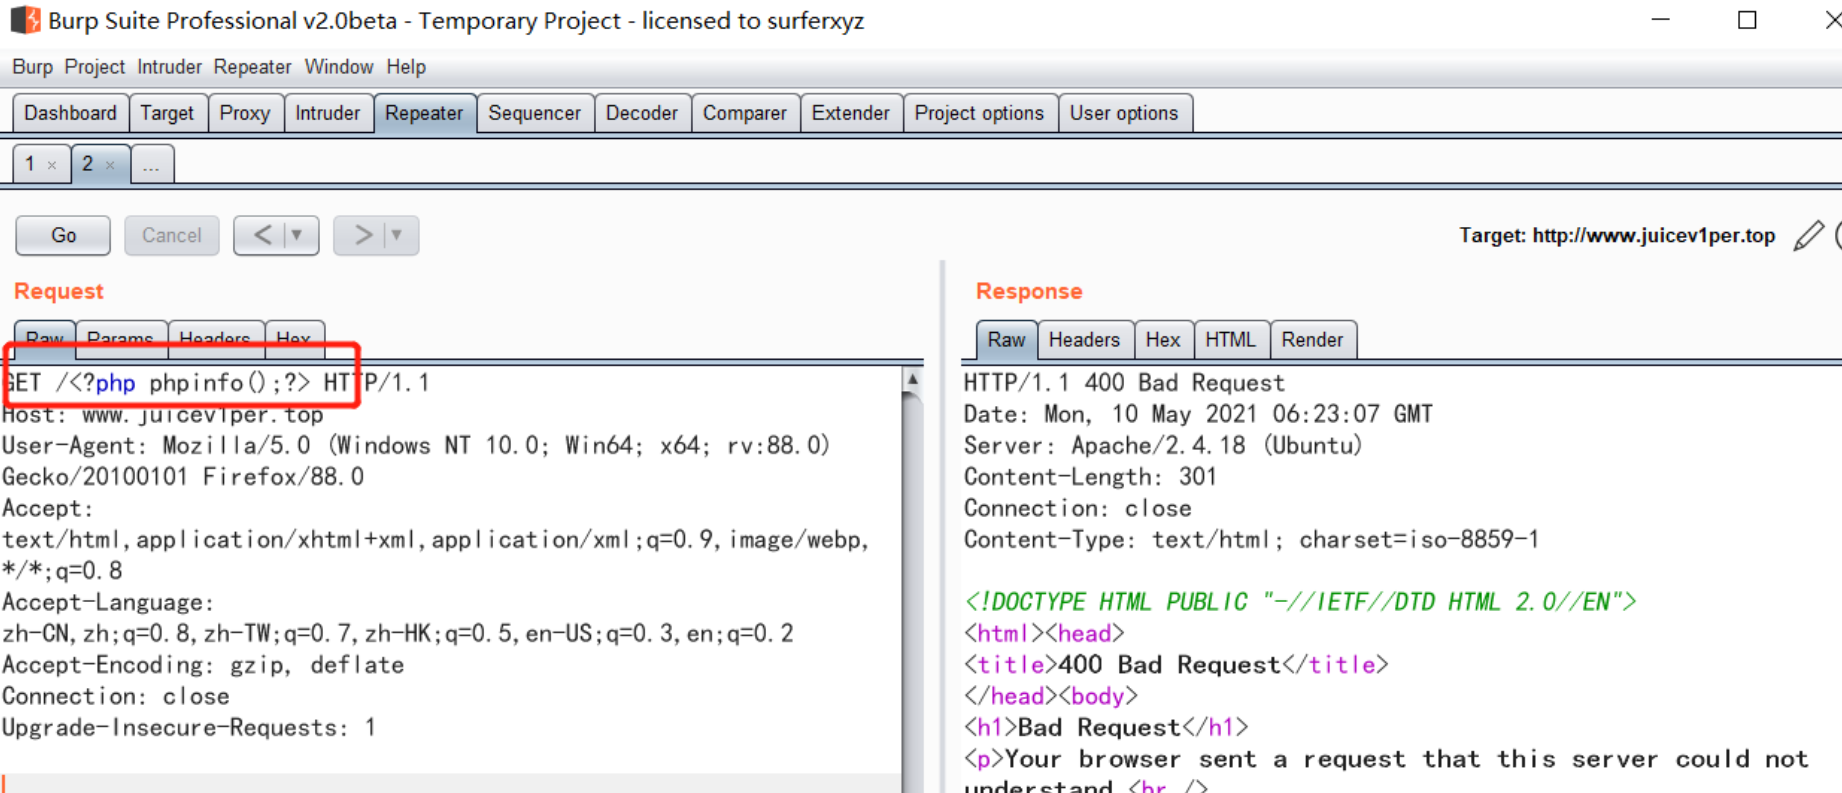 Burp Suite Professional v2.0beta - Temporary Project - licensed to surferxyz
Burp Project Intruder Repeater Window Help
Dashboard Target Proxy Intruder Repeater Sequencer Decoder Comparer Extender Project options User options
1 × 2 × ...
Go Cancel < ▼ > ▼ Target: http://www.juicev1per.top
Request
Raw Params Headers Hex
GET /<?php phpinfo();?> HTTP/1.1
Host: www.juicev1per.top
User-Agent: Mozilla/5.0 (Windows NT 10.0; Win64; x64; rv:88.0)
Gecko/20100101 Firefox/88.0
Accept:
text/html,application/xhtml+xml,application/xml;q=0.9,image/webp,
*/*;q=0.8
Accept-Language:
zh-CN,zh;q=0.8,zh-TW;q=0.7,zh-HK;q=0.5,en-US;q=0.3,en;q=0.2
Accept-Encoding: gzip, deflate
Connection: close
Upgrade-Insecure-Requests: 1
Response
Raw Headers Hex HTML Render
HTTP/1.1 400 Bad Request
Date: Mon, 10 May 2021 06:23:07 GMT
Server: Apache/2.4.18 (Ubuntu)
Content-Length: 301
Connection: close
Content-Type: text/html; charset=iso-8859-1
<!DOCTYPE HTML PUBLIC "-//IETF//DTD HTML 2.0//EN">
<html><head>
<title>400 Bad Request</title>
</head><body>
<h1>Bad Request</h1>
<p>Your browser sent a request that this server could not
understand.<br />